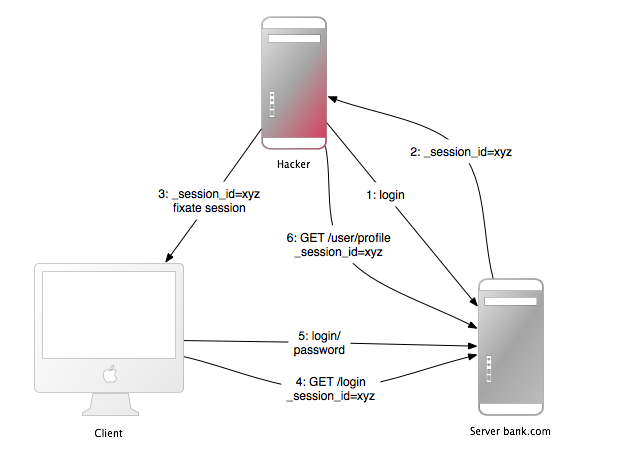 Hacker
2: _session_id=xyz
3: _session_id=xyz
fixate session
1: login
6: GET /user/profile
_session_id=xyz
5: login/
password
4: GET /login
_session_id=xyz
Client
Server bank.com